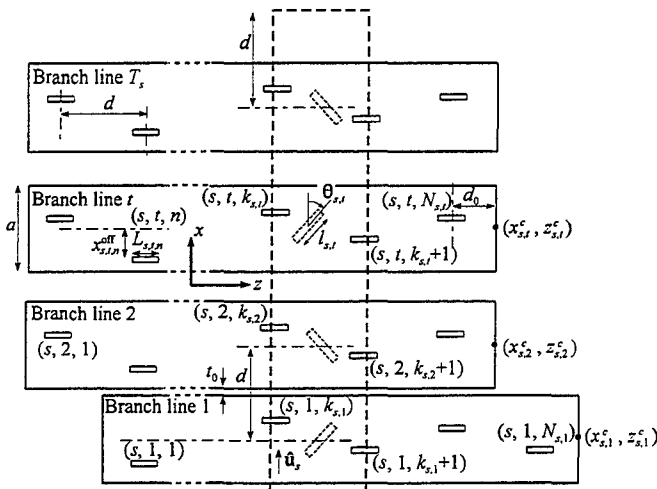 d
Branch line T_s
d
Branch line t
(s, t, k_{s,t})
θ_{s,t}
(s, t, N_{s,t})
d_0
a
(s, t, n)
x^{off}_{s,t,n}
L_{s,t,n}
x
z
l_{s,t}
(s, t, k_{s,t}+1)
(x^c_{s,t}, z^c_{s,t})
Branch line 2
(s, 2, k_{s,2})
(s, 2, 1)
t_0
d
(s, 2, k_{s,2}+1)
(x^c_{s,2}, z^c_{s,2})
Branch line 1
(s, 1, k_{s,1})
(s, 1, 1)
û_s
(s, 1, k_{s,1}+1)
(s, 1, N_{s,1})
(x^c_{s,1}, z^c_{s,1})